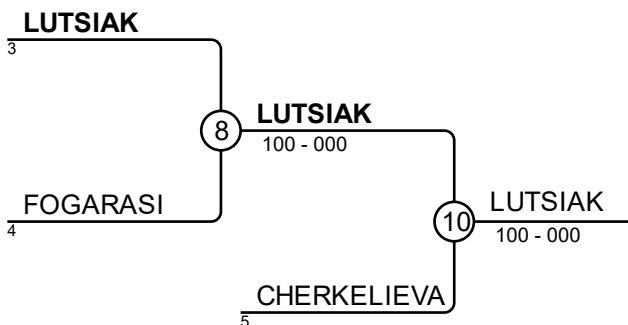 LUTSIAK
3
8
LUTSIAK
100 - 000
FOGARASI
4
10
LUTSIAK
100 - 000
CHERKELIEVA
5